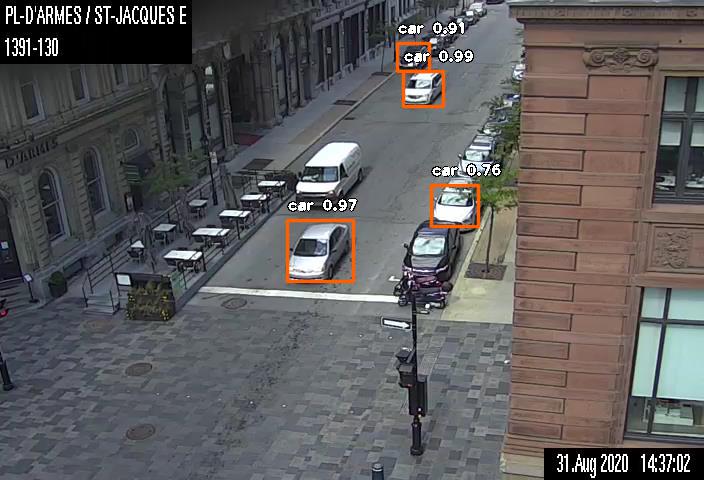 PL-D'ARMES / ST-JACQUES E
1391-130
car 0.91
car 0.99
car 0.76
car 0.97
D'ARMES
31.Aug 2020 14:37:02